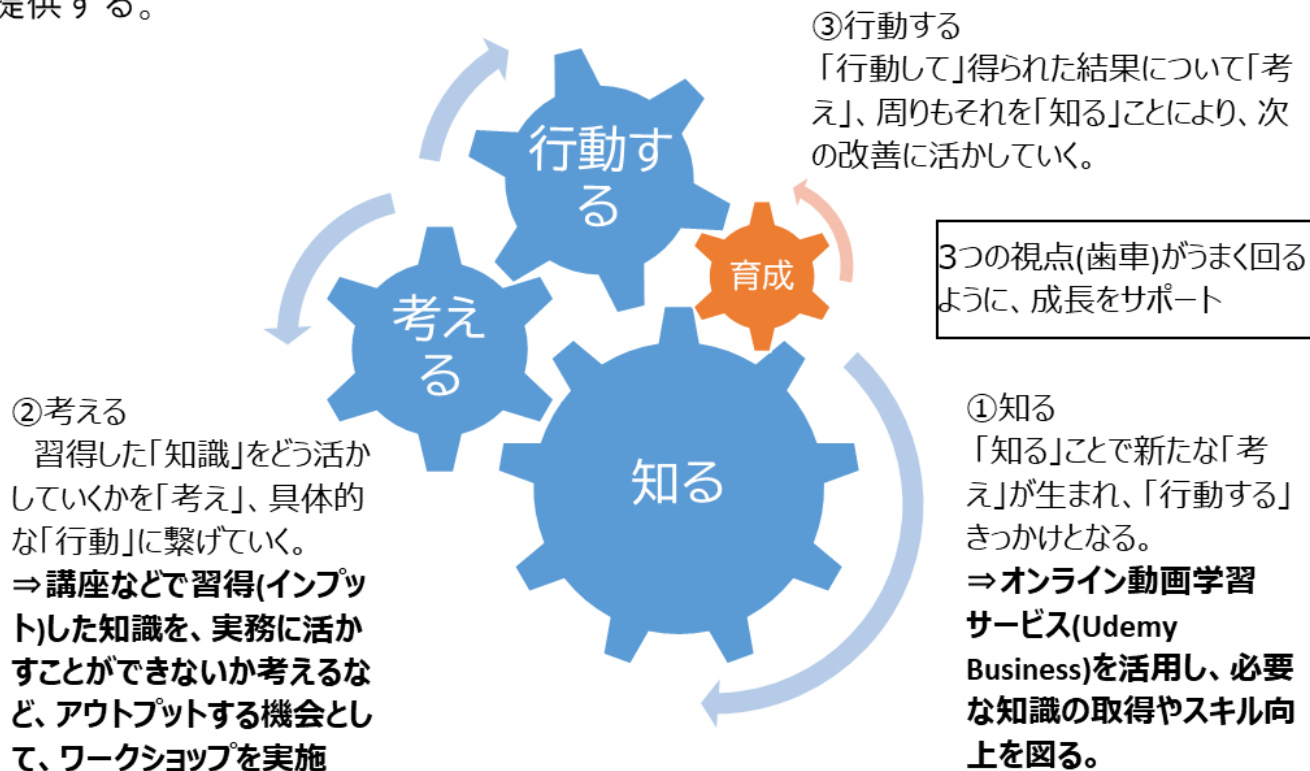 提供する。
③行動する
「行動して」得られた結果について「考
え」、周りもそれを「知る」ことにより、次
の改善に活かしていく。
行動す
る
育成
3つの視点(歯車)がうまく回る
ように、成長をサポート
考え
る
知る
②考える
習得した「知識」をどう活か
していくかを「考え」、具体的
な「行動」に繋げていく。
⇒講座などで習得(インプッ
ト)した知識を、実務に活か
すことができないか考えるな
ど、アウトプットする機会とし
て、ワークショップを実施
①知る
「知る」ことで新たな「考
え」が生まれ、「行動する」
きっかけとなる。
⇒オンライン動画学習
サービス(Udemy
Business)を活用し、必要
な知識の取得やスキル向
上を図る。